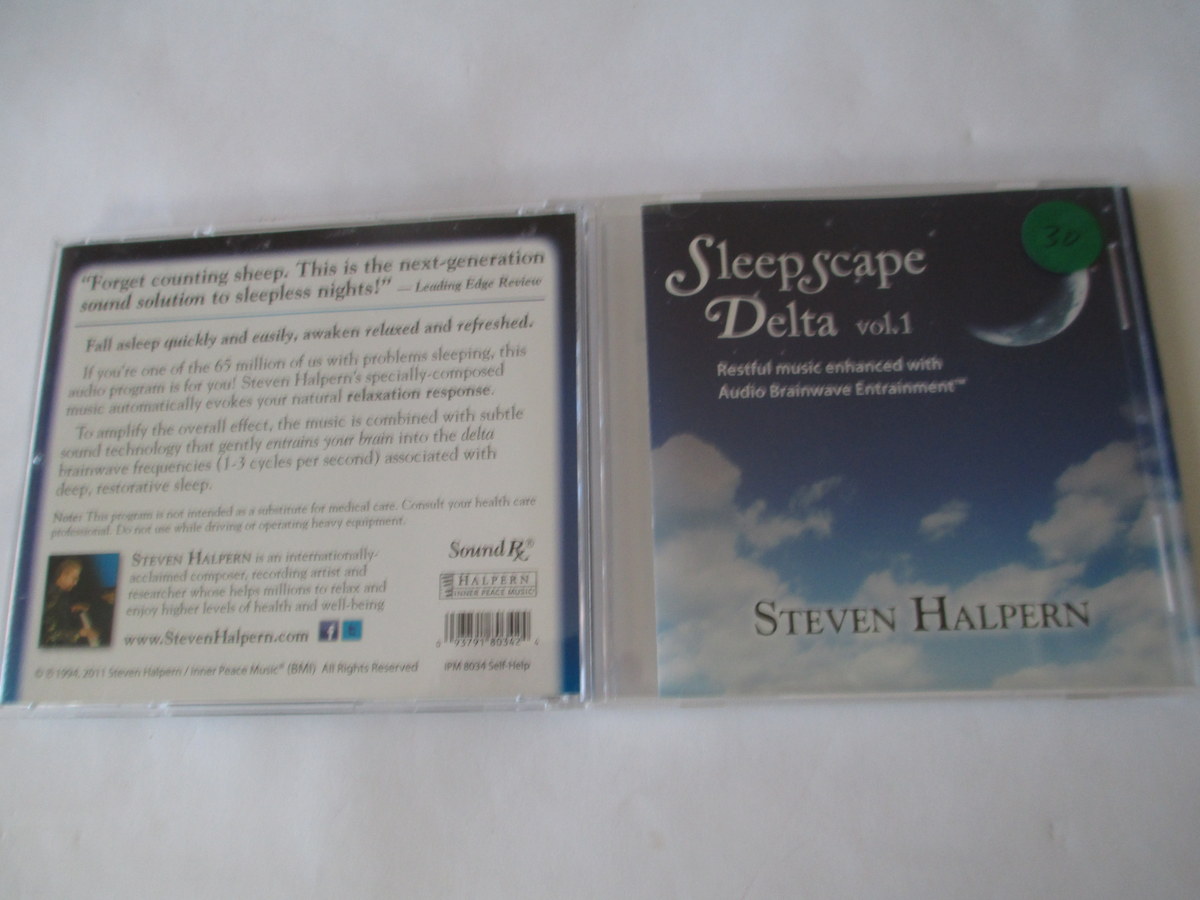 “Forget counting sheep. This is the next-generation
sound solution to sleepless nights!” — Leading Edge Review
Fall asleep quickly and easily, awaken relaxed and refreshed.
If you're one of the 65 million of us with problems sleeping, this
audio program is for you! Steven Halpern's specially-composed
music automatically evokes your natural relaxation response.
To amplify the overall effect, the music is combined with subtle
sound technology that gently entrains your brain into the delta
brainwave frequencies (1-3 cycles per second) associated with
deep, restorative sleep.
Note: This program is not intended as a substitute for medical care. Consult your health care
professional. Do not use while driving or operating heavy equipment.
STEVEN HALPERN is an internationally-
acclaimed composer, recording artist and
researcher whose helps millions to relax and
enjoy higher levels of health and well-being
www.StevenHalpern.com
Sound Rx®
HALPERN
INNER PEACE MUSIC
0 93791 80342 6
© ℗ 1994, 2011 Steven Halpern / Inner Peace Music® (BMI) All Rights Reserved
IPM 8034 Self-Help
Sleepscape
Delta vol.1
Restful music enhanced with
Audio Brainwave Entrainment™
30
STEVEN HALPERN